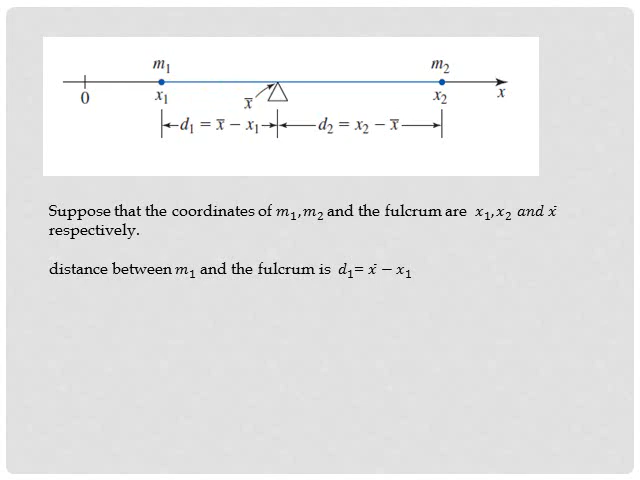 m₁ m₂
0 x₁ x̄ x₂ x
d₁ = x̄ − x₁ d₂ = x₂ − x̄
Suppose that the coordinates of 𝑚₁,𝑚₂ and the fulcrum are 𝑥₁,𝑥₂ 𝑎𝑛𝑑 𝑥̄
respectively.
distance between 𝑚₁ and the fulcrum is 𝑑₁= 𝑥̄ − 𝑥₁